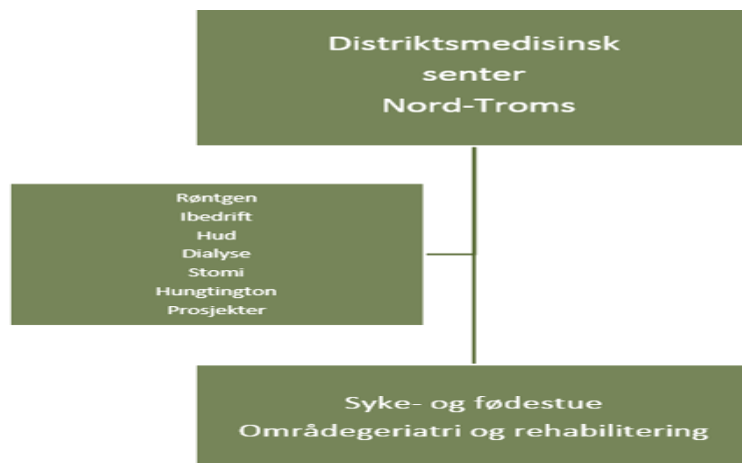 Distriktsmedisinsk
senter
Nord-Troms
Røntgen
Ibedrift
Hud
Dialyse
Stomi
Hungtington
Prosjekter
Syke- og fødestue
Områdegeriatri og rehabilitering